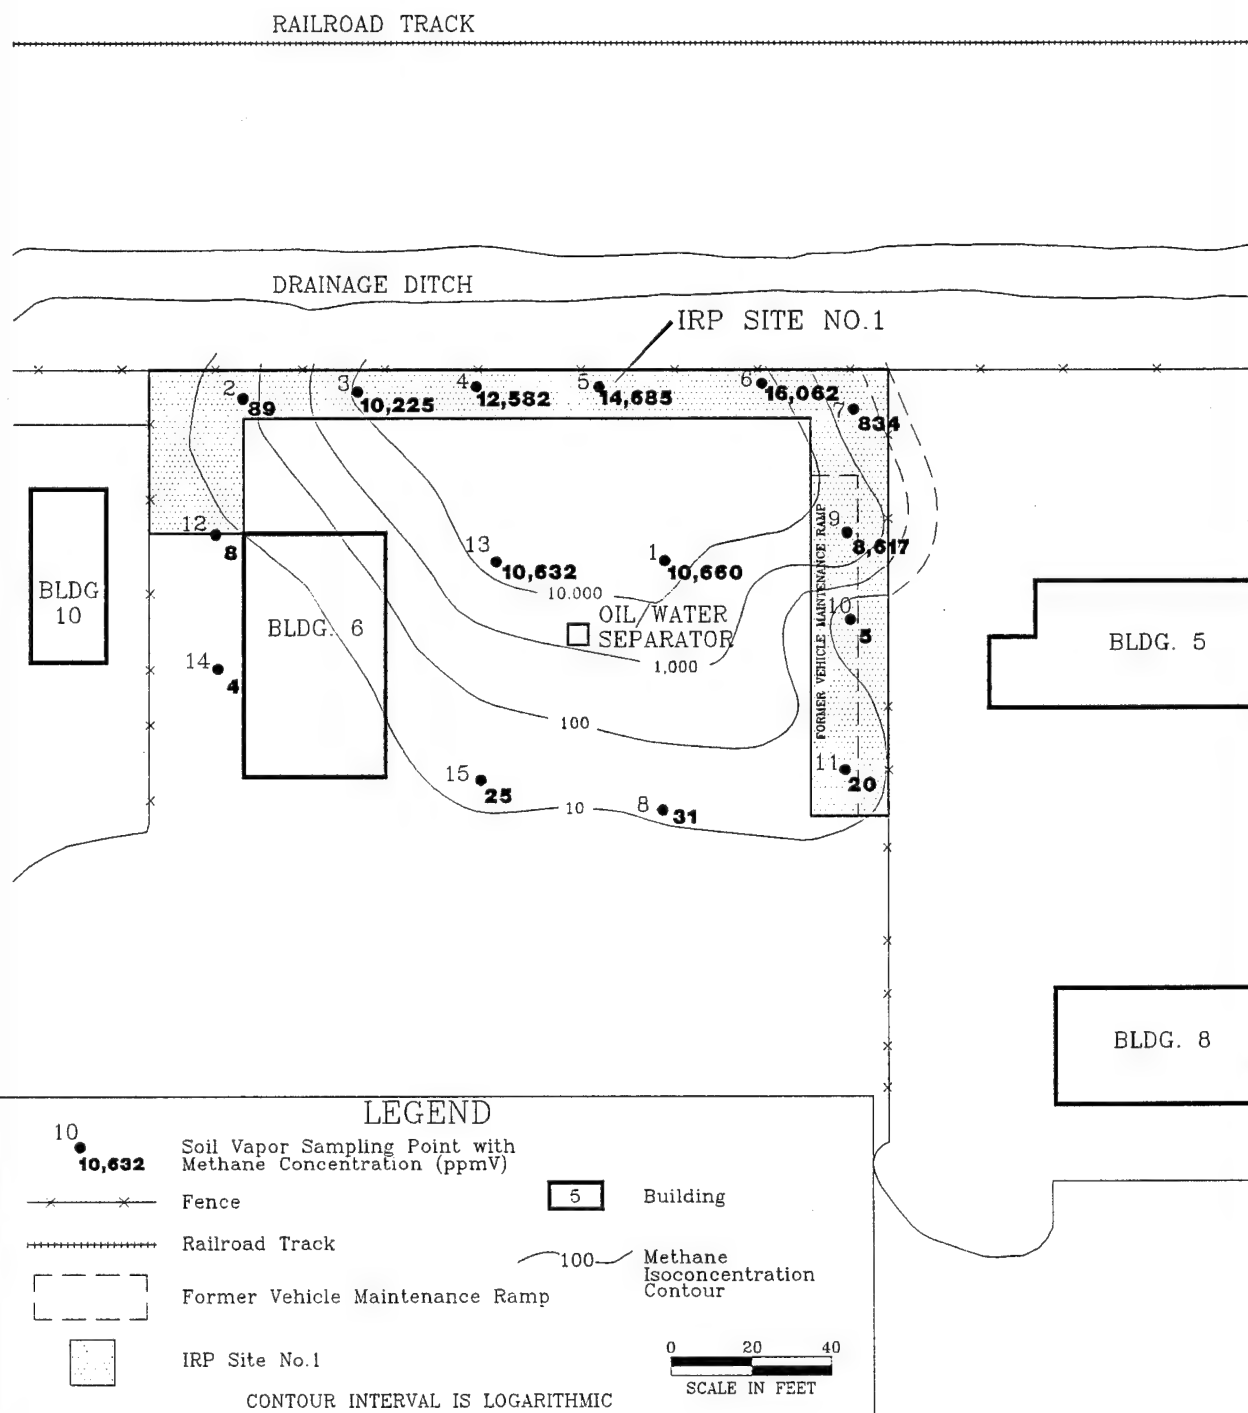 RAILROAD TRACK
DRAINAGE DITCH
IRP SITE NO.1
2
89
3
10,225
4
12,582
5
14,685
6
16,062
7
834
12
8
13
10,632
1
10,660
9
8,617
10,000
OIL WATER
SEPARATOR
1,000
10
5
FORMER VEHICLE MAINTENANCE RAMP
BLDG
10
BLDG. 6
BLDG. 5
14
4
100
15
25
10
8
31
11
20
BLDG. 8
LEGEND
10
10,632
Soil Vapor Sampling Point with
Methane Concentration (ppmV)
Fence
5
Building
Railroad Track
100
Methane
Isoconcentration
Contour
Former Vehicle Maintenance Ramp
IRP Site No.1
0 20 40
SCALE IN FEET
CONTOUR INTERVAL IS LOGARITHMIC